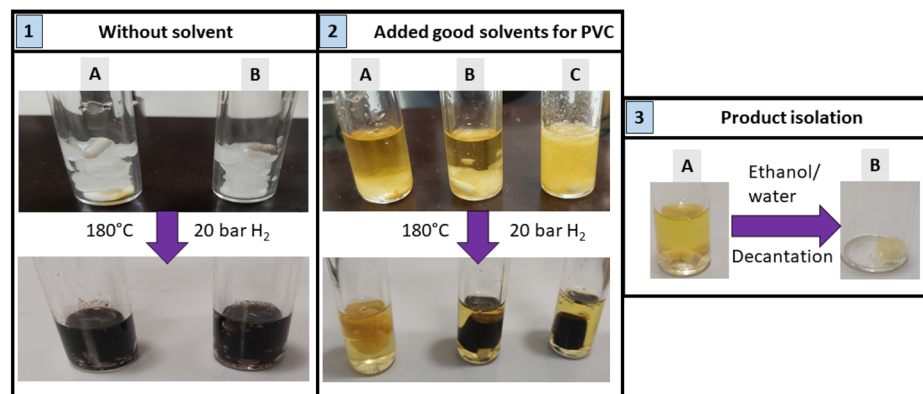 1 Without solvent
A B
180°C 20 bar H₂
2 Added good solvents for PVC
A B C
180°C 20 bar H₂
3 Product isolation
A B
Ethanol/
water
Decantation